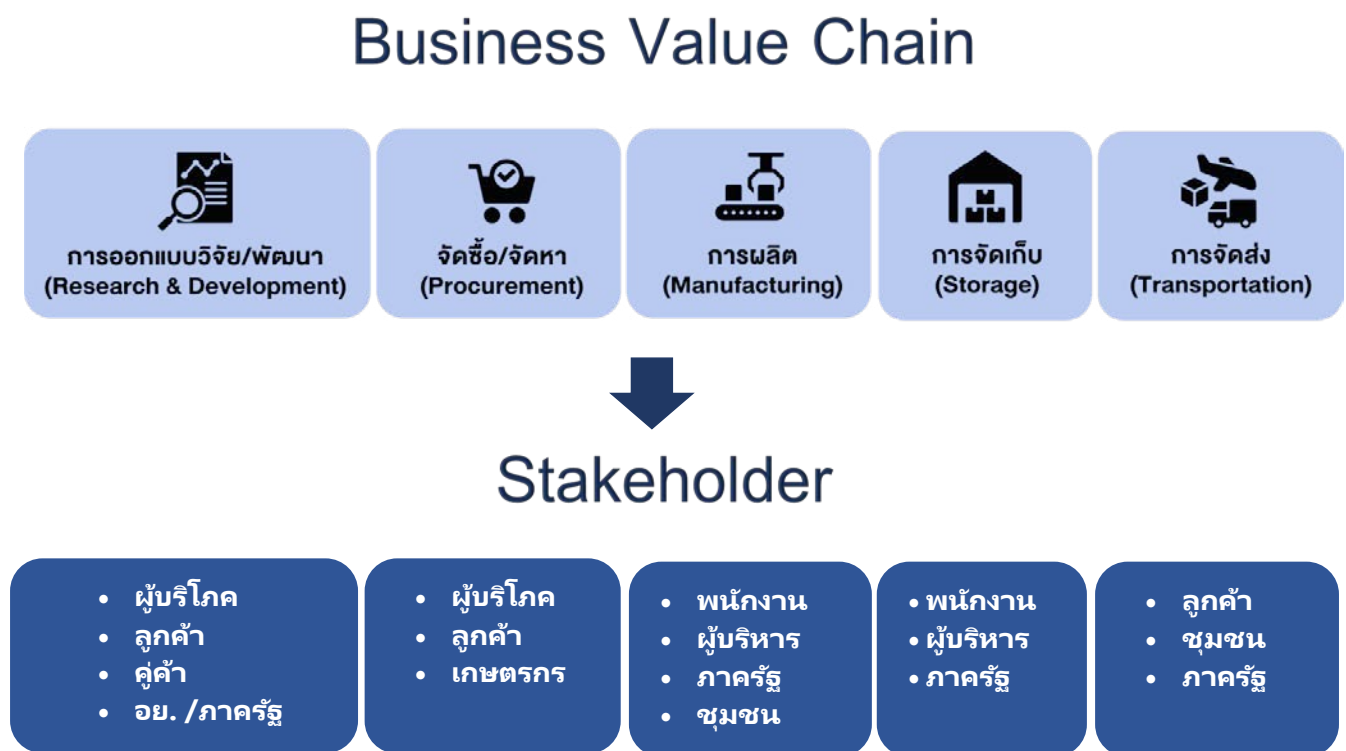 Business Value Chain
การออกแบบวิจัย/พัฒนา
(Research & Development)
จัดซื้อ/จัดหา
(Procurement)
การผลิต
(Manufacturing)
การจัดเก็บ
(Storage)
การจัดส่ง
(Transportation)
Stakeholder
• ผู้บริโภค
• ลูกค้า
• คู่ค้า
• อย. /ภาครัฐ
• ผู้บริโภค
• ลูกค้า
• เกษตรกร
• พนักงาน
• ผู้บริหาร
• ภาครัฐ
• ชุมชน
• พนักงาน
• ผู้บริหาร
• ภาครัฐ
• ลูกค้า
• ชุมชน
• ภาครัฐ